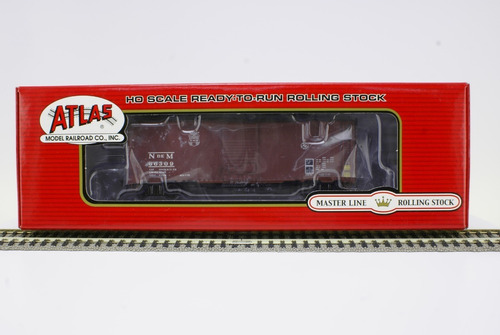 HO SCALE READY-TO-RUN ROLLING STOCK
ATLAS
MODEL RAILROAD CO., INC.
N DE M
MASTER LINE ROLLING STOCK